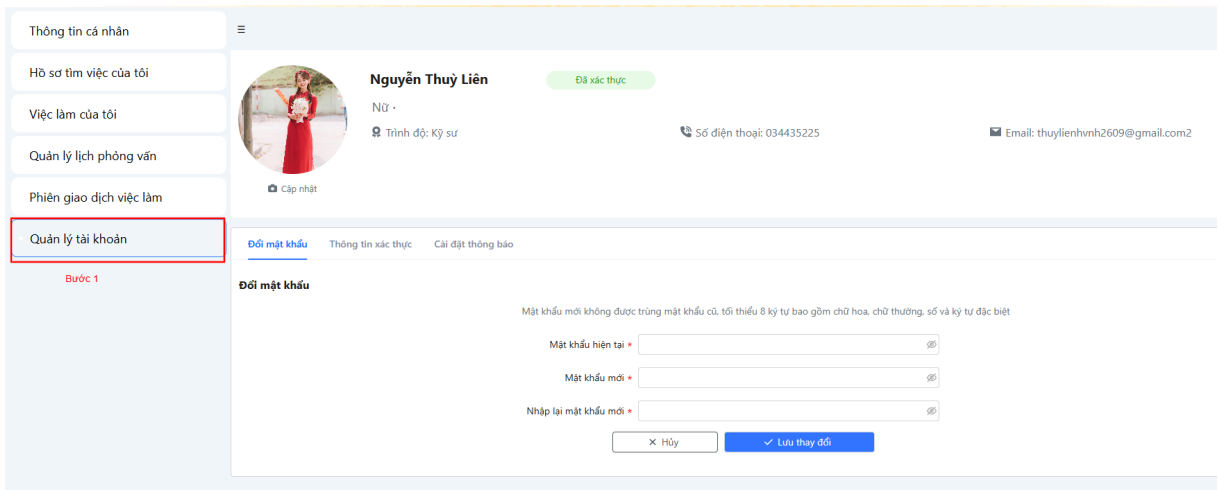 Thông tin cá nhân
Hồ sơ tìm việc của tôi
Việc làm của tôi
Quản lý lịch phỏng vấn
Phiên giao dịch việc làm
Quản lý tài khoản
Bước 1
Nguyễn Thuỳ Liên
Đã xác thực
Nữ ·
Trình độ: Kỹ sư
Số điện thoại: 034435225
Email: thuylienhvnh2609@gmail.com2
Cập nhật
Đổi mật khẩu Thông tin xác thực Cài đặt thông báo
Đổi mật khẩu
Mật khẩu mới không được trùng mật khẩu cũ, tối thiểu 8 ký tự bao gồm chữ hoa, chữ thường, số và ký tự đặc biệt
Mật khẩu hiện tại *
Mật khẩu mới *
Nhập lại mật khẩu mới *
Hủy Lưu thay đổi